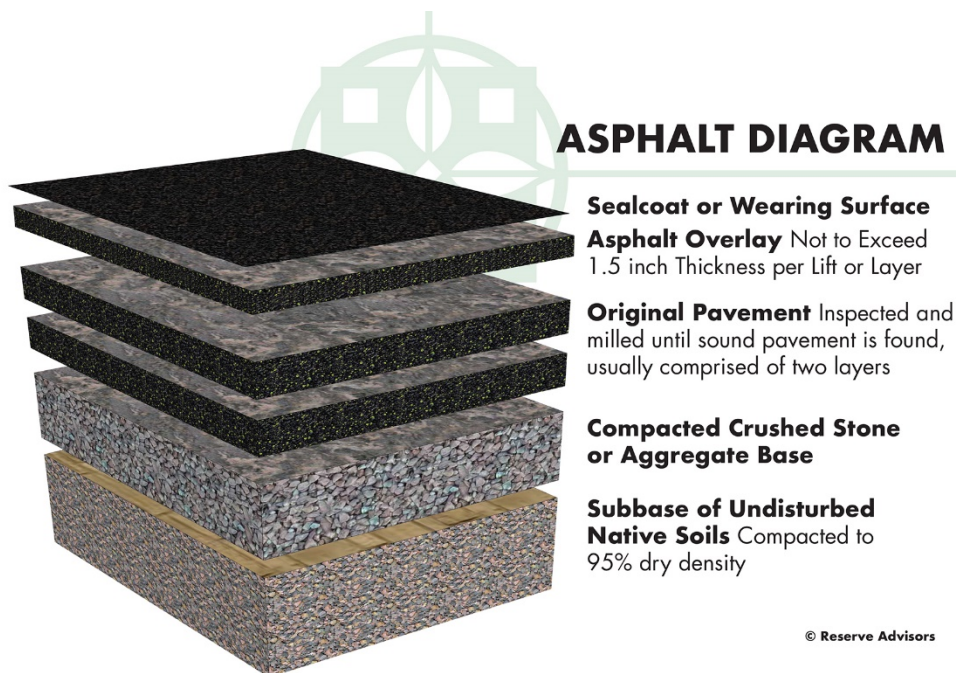 ASPHALT DIAGRAM
Sealcoat or Wearing Surface
Asphalt Overlay Not to Exceed
1.5 inch Thickness per Lift or Layer
Original Pavement Inspected and
milled until sound pavement is found,
usually comprised of two layers
Compacted Crushed Stone
or Aggregate Base
Subbase of Undisturbed
Native Soils Compacted to
95% dry density
© Reserve Advisors